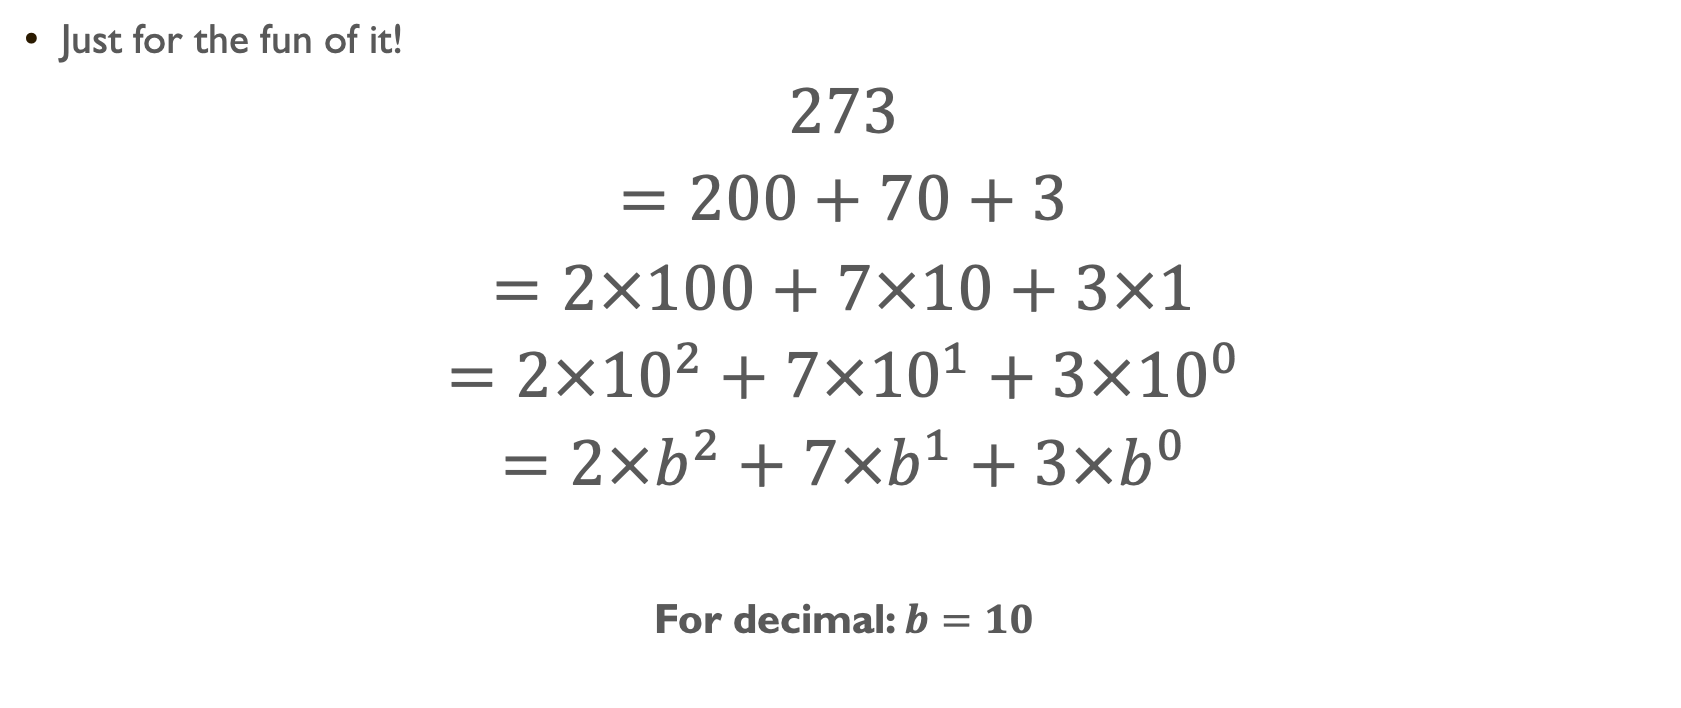 • Just for the fun of it!
273
= 200 + 70 + 3
= 2×100 + 7×10 + 3×1
= 2×10² + 7×10¹ + 3×10⁰
= 2×b² + 7×b¹ + 3×b⁰
For decimal: b = 10